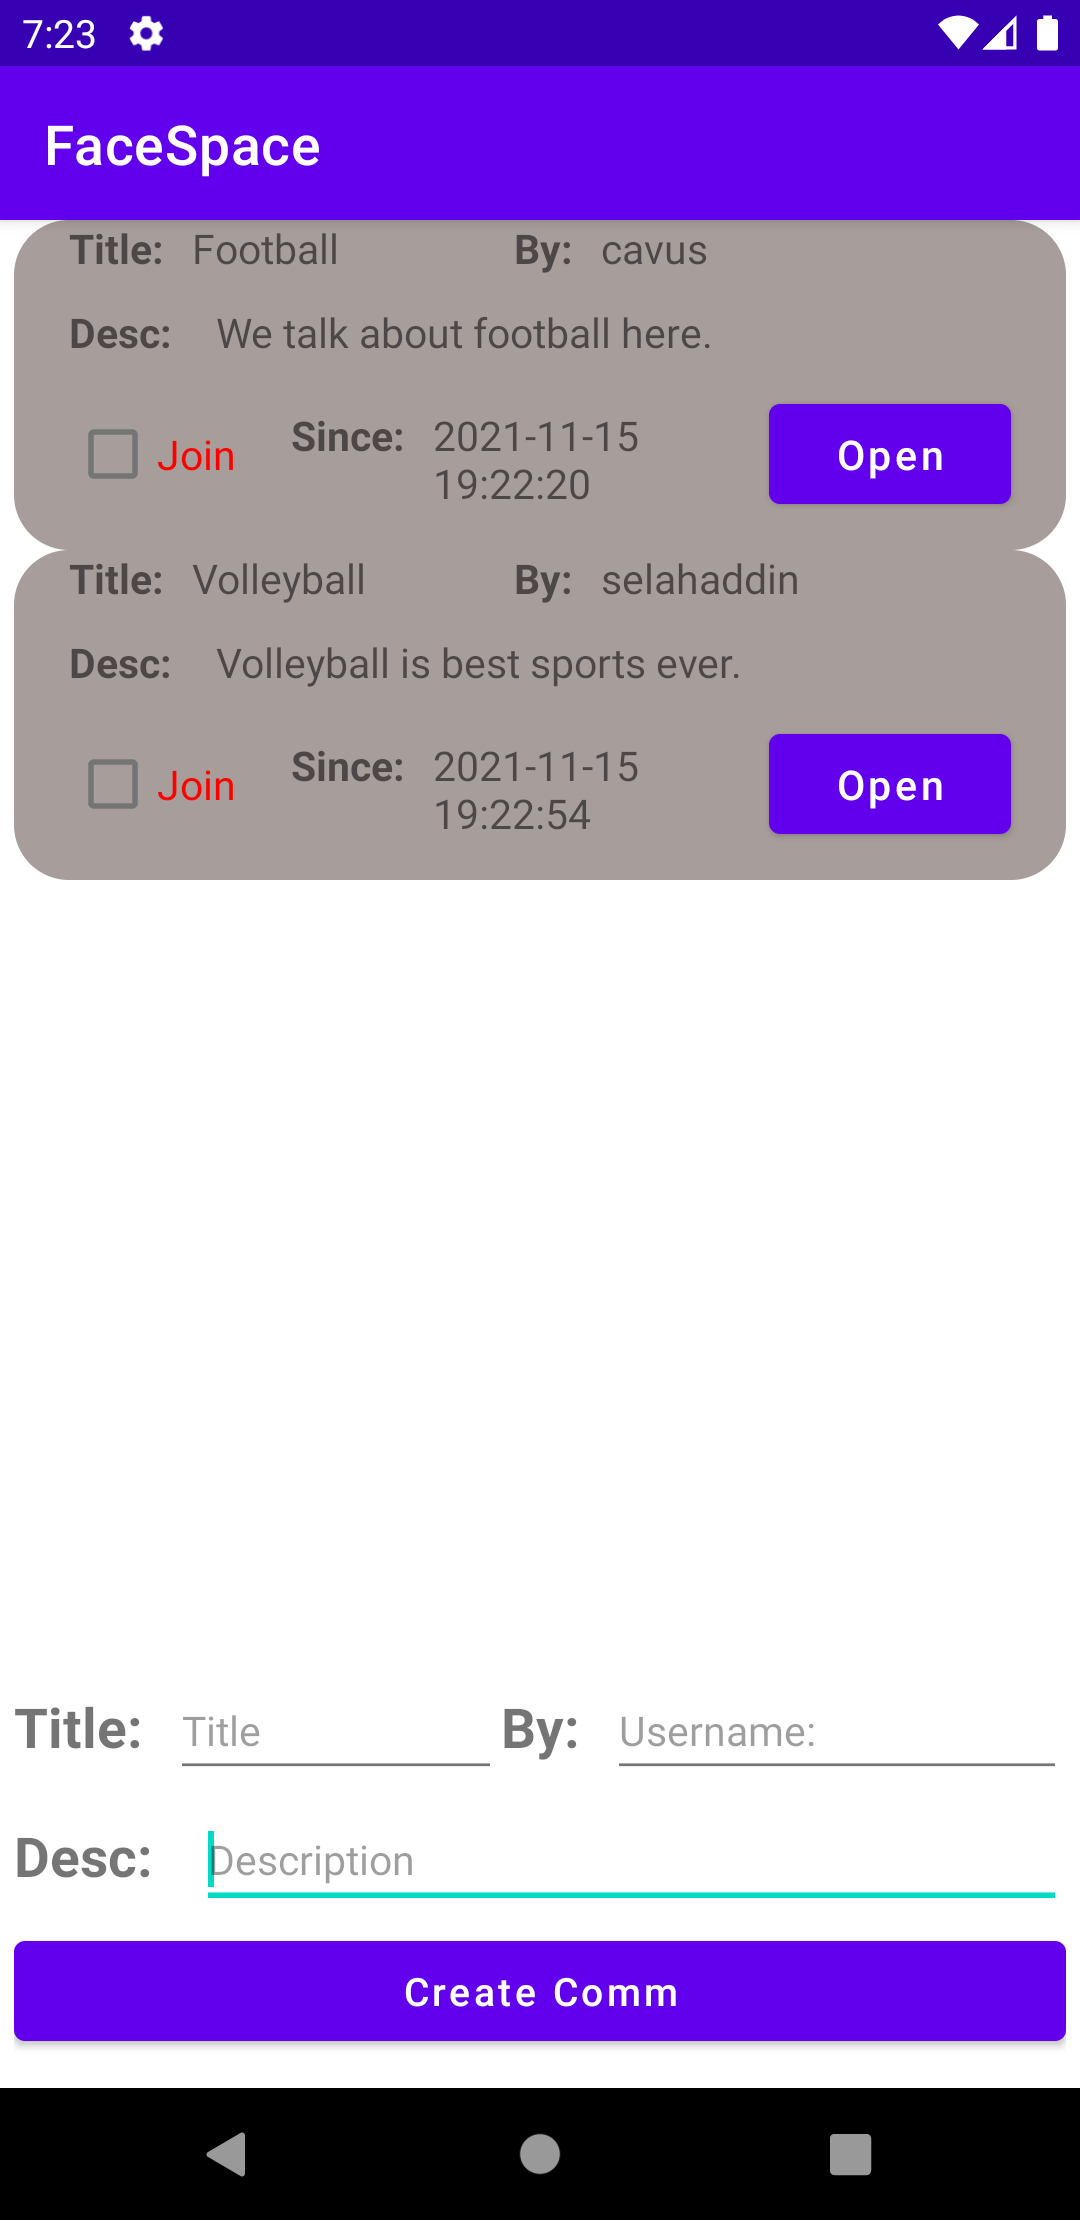 7:23
FaceSpace
Title: Football By: cavus
Desc: We talk about football here.
Join Since: 2021-11-15 Open
19:22:20
Title: Volleyball By: selahaddin
Desc: Volleyball is best sports ever.
Join Since: 2021-11-15 Open
19:22:54
Title: Title By: Username:
Desc: Description
Create Comm